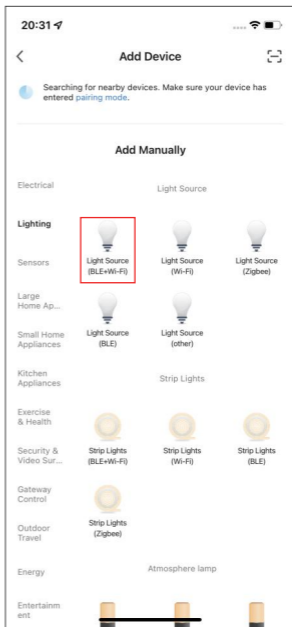 20:31
Add Device
Searching for nearby devices. Make sure your device has
entered pairing mode.
Add Manually
Electrical
Lighting
Sensors
Large
Home Ap...
Small Home
Appliances
Kitchen
Appliances
Exercise
& Health
Security &
Video Sur...
Gateway
Control
Outdoor
Travel
Energy
Entertainm
ent
Light Source
Light Source
(BLE+Wi-Fi)
Light Source
(Wi-Fi)
Light Source
(Zigbee)
Light Source
(BLE)
Light Source
(other)
Strip Lights
Strip Lights
(BLE+Wi-Fi)
Strip Lights
(Wi-Fi)
Strip Lights
(BLE)
Strip Lights
(Zigbee)
Atmosphere lamp